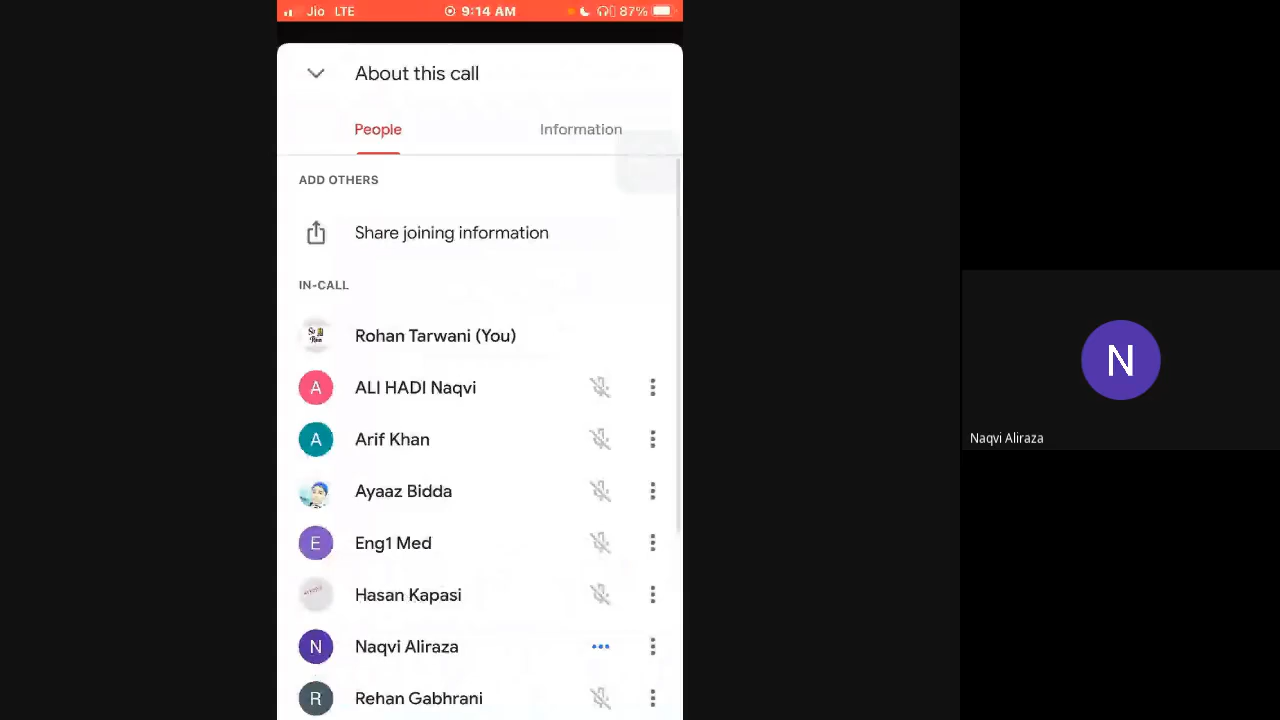 Jio LTE 9:14 AM 87%
About this call
People Information
ADD OTHERS
Share joining information
IN-CALL
Rohan Tarwani (You)
A ALI HADI Naqvi
A Arif Khan
Ayaaz Bidda
E Eng1 Med
Hasan Kapasi
N Naqvi Aliraza
R Rehan Gabhrani
N
Naqvi Aliraza